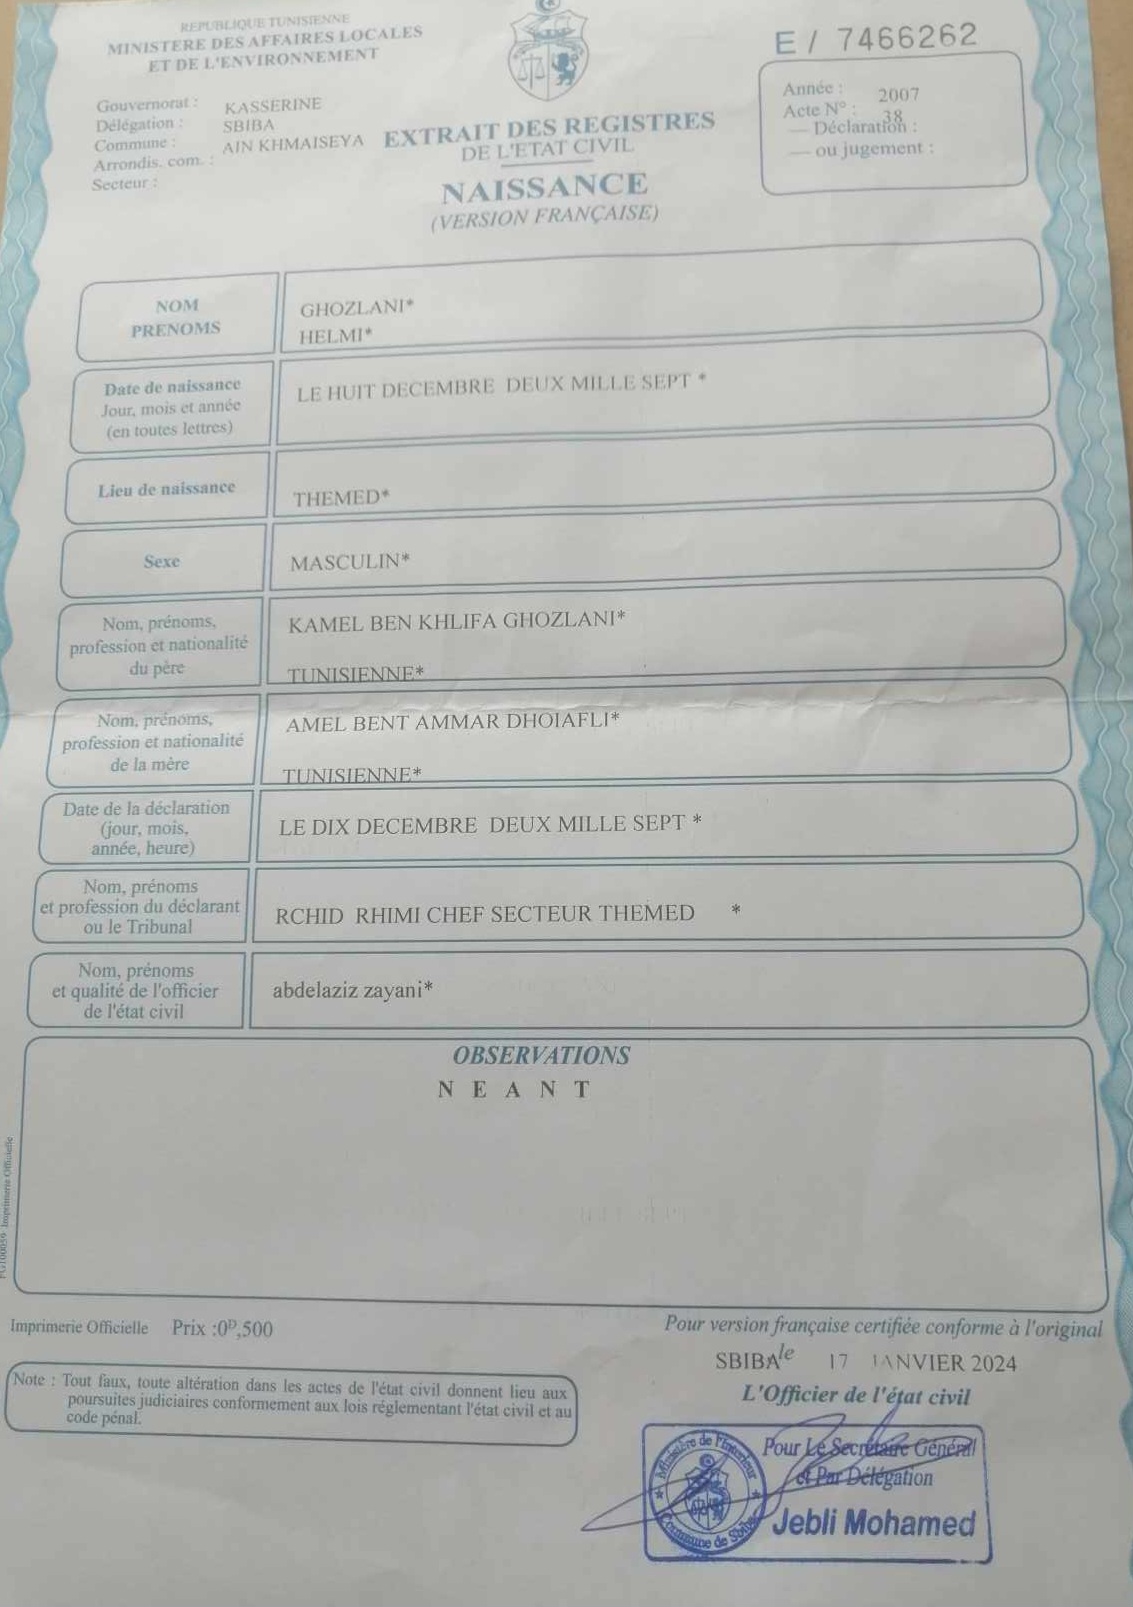 REPUBLIQUE TUNISIENNE
MINISTERE DES AFFAIRES LOCALES
ET DE L'ENVIRONNEMENT
Gouvernorat : KASSERINE
Délégation : SBIBA
Commune : AIN KHMAISEYA
Arrondis. com. :
Secteur :
EXTRAIT DES REGISTRES
DE L'ETAT CIVIL
NAISSANCE
(VERSION FRANÇAISE)
E / 7466262
Année : 2007
Acte N° : 38
— Déclaration :
— ou jugement :
NOM GHOZLANI*
PRENOMS HELMI*
Date de naissance
Jour, mois et année
(en toutes lettres)
LE HUIT DECEMBRE DEUX MILLE SEPT *
Lieu de naissance THEMED*
Sexe MASCULIN*
Nom, prénoms,
profession et nationalité
du père
KAMEL BEN KHLIFA GHOZLANI*
TUNISIENNE*
Nom, prénoms,
profession et nationalité
de la mère
AMEL BENT AMMAR DHOIAFLI*
TUNISIENNE*
Date de la déclaration
(jour, mois,
année, heure)
LE DIX DECEMBRE DEUX MILLE SEPT *
Nom, prénoms
et profession du déclarant
ou le Tribunal
RCHID RHIMI CHEF SECTEUR THEMED *
Nom, prénoms
et qualité de l'officier
de l'état civil
abdelaziz zayani*
OBSERVATIONS
N E A N T
Imprimerie Officielle
Imprimerie Officielle Prix :0ᴰ,500
Note : Tout faux, toute altération dans les actes de l'état civil donnent lieu aux
poursuites judiciaires conformement aux lois réglementant l'état civil et au
code pénal.
Pour version française certifiée conforme à l'original
SBIBA le 17 JANVIER 2024
L'Officier de l'état civil
Pour Le Secrétaire Général
et Par Délégation
Jebli Mohamed
Ministère de l'Interieur
Commune de Sbiba